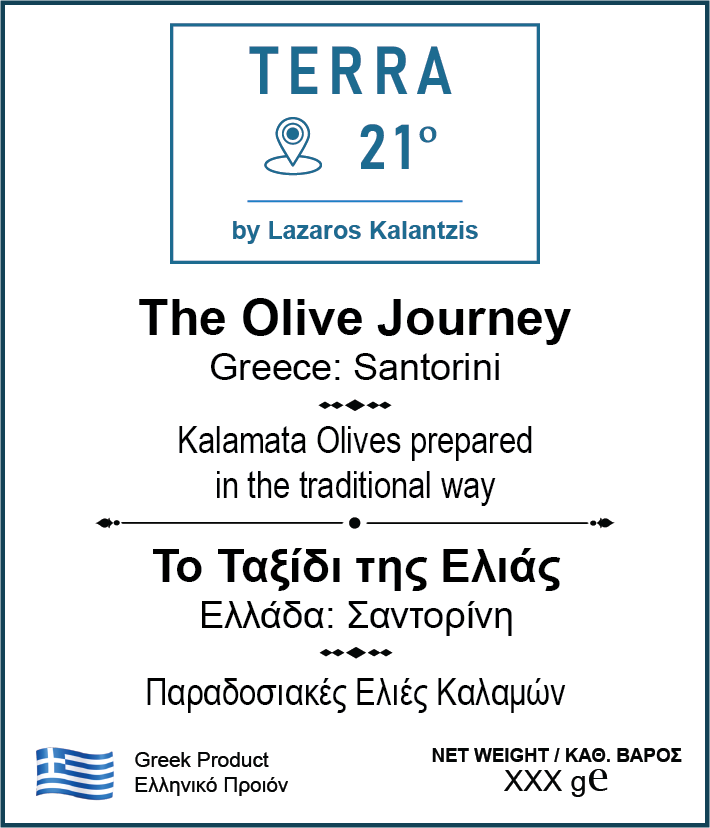 TERRA
21º
by Lazaros Kalantzis
The Olive Journey
Greece: Santorini
Kalamata Olives prepared
in the traditional way
Το Ταξίδι της Ελιάς
Ελλάδα: Σαντορίνη
Παραδοσιακές Ελιές Καλαμών
Greek Product
Ελληνικό Προιόν
NET WEIGHT / ΚΑΘ. ΒΑΡΟΣ
XXX g℮